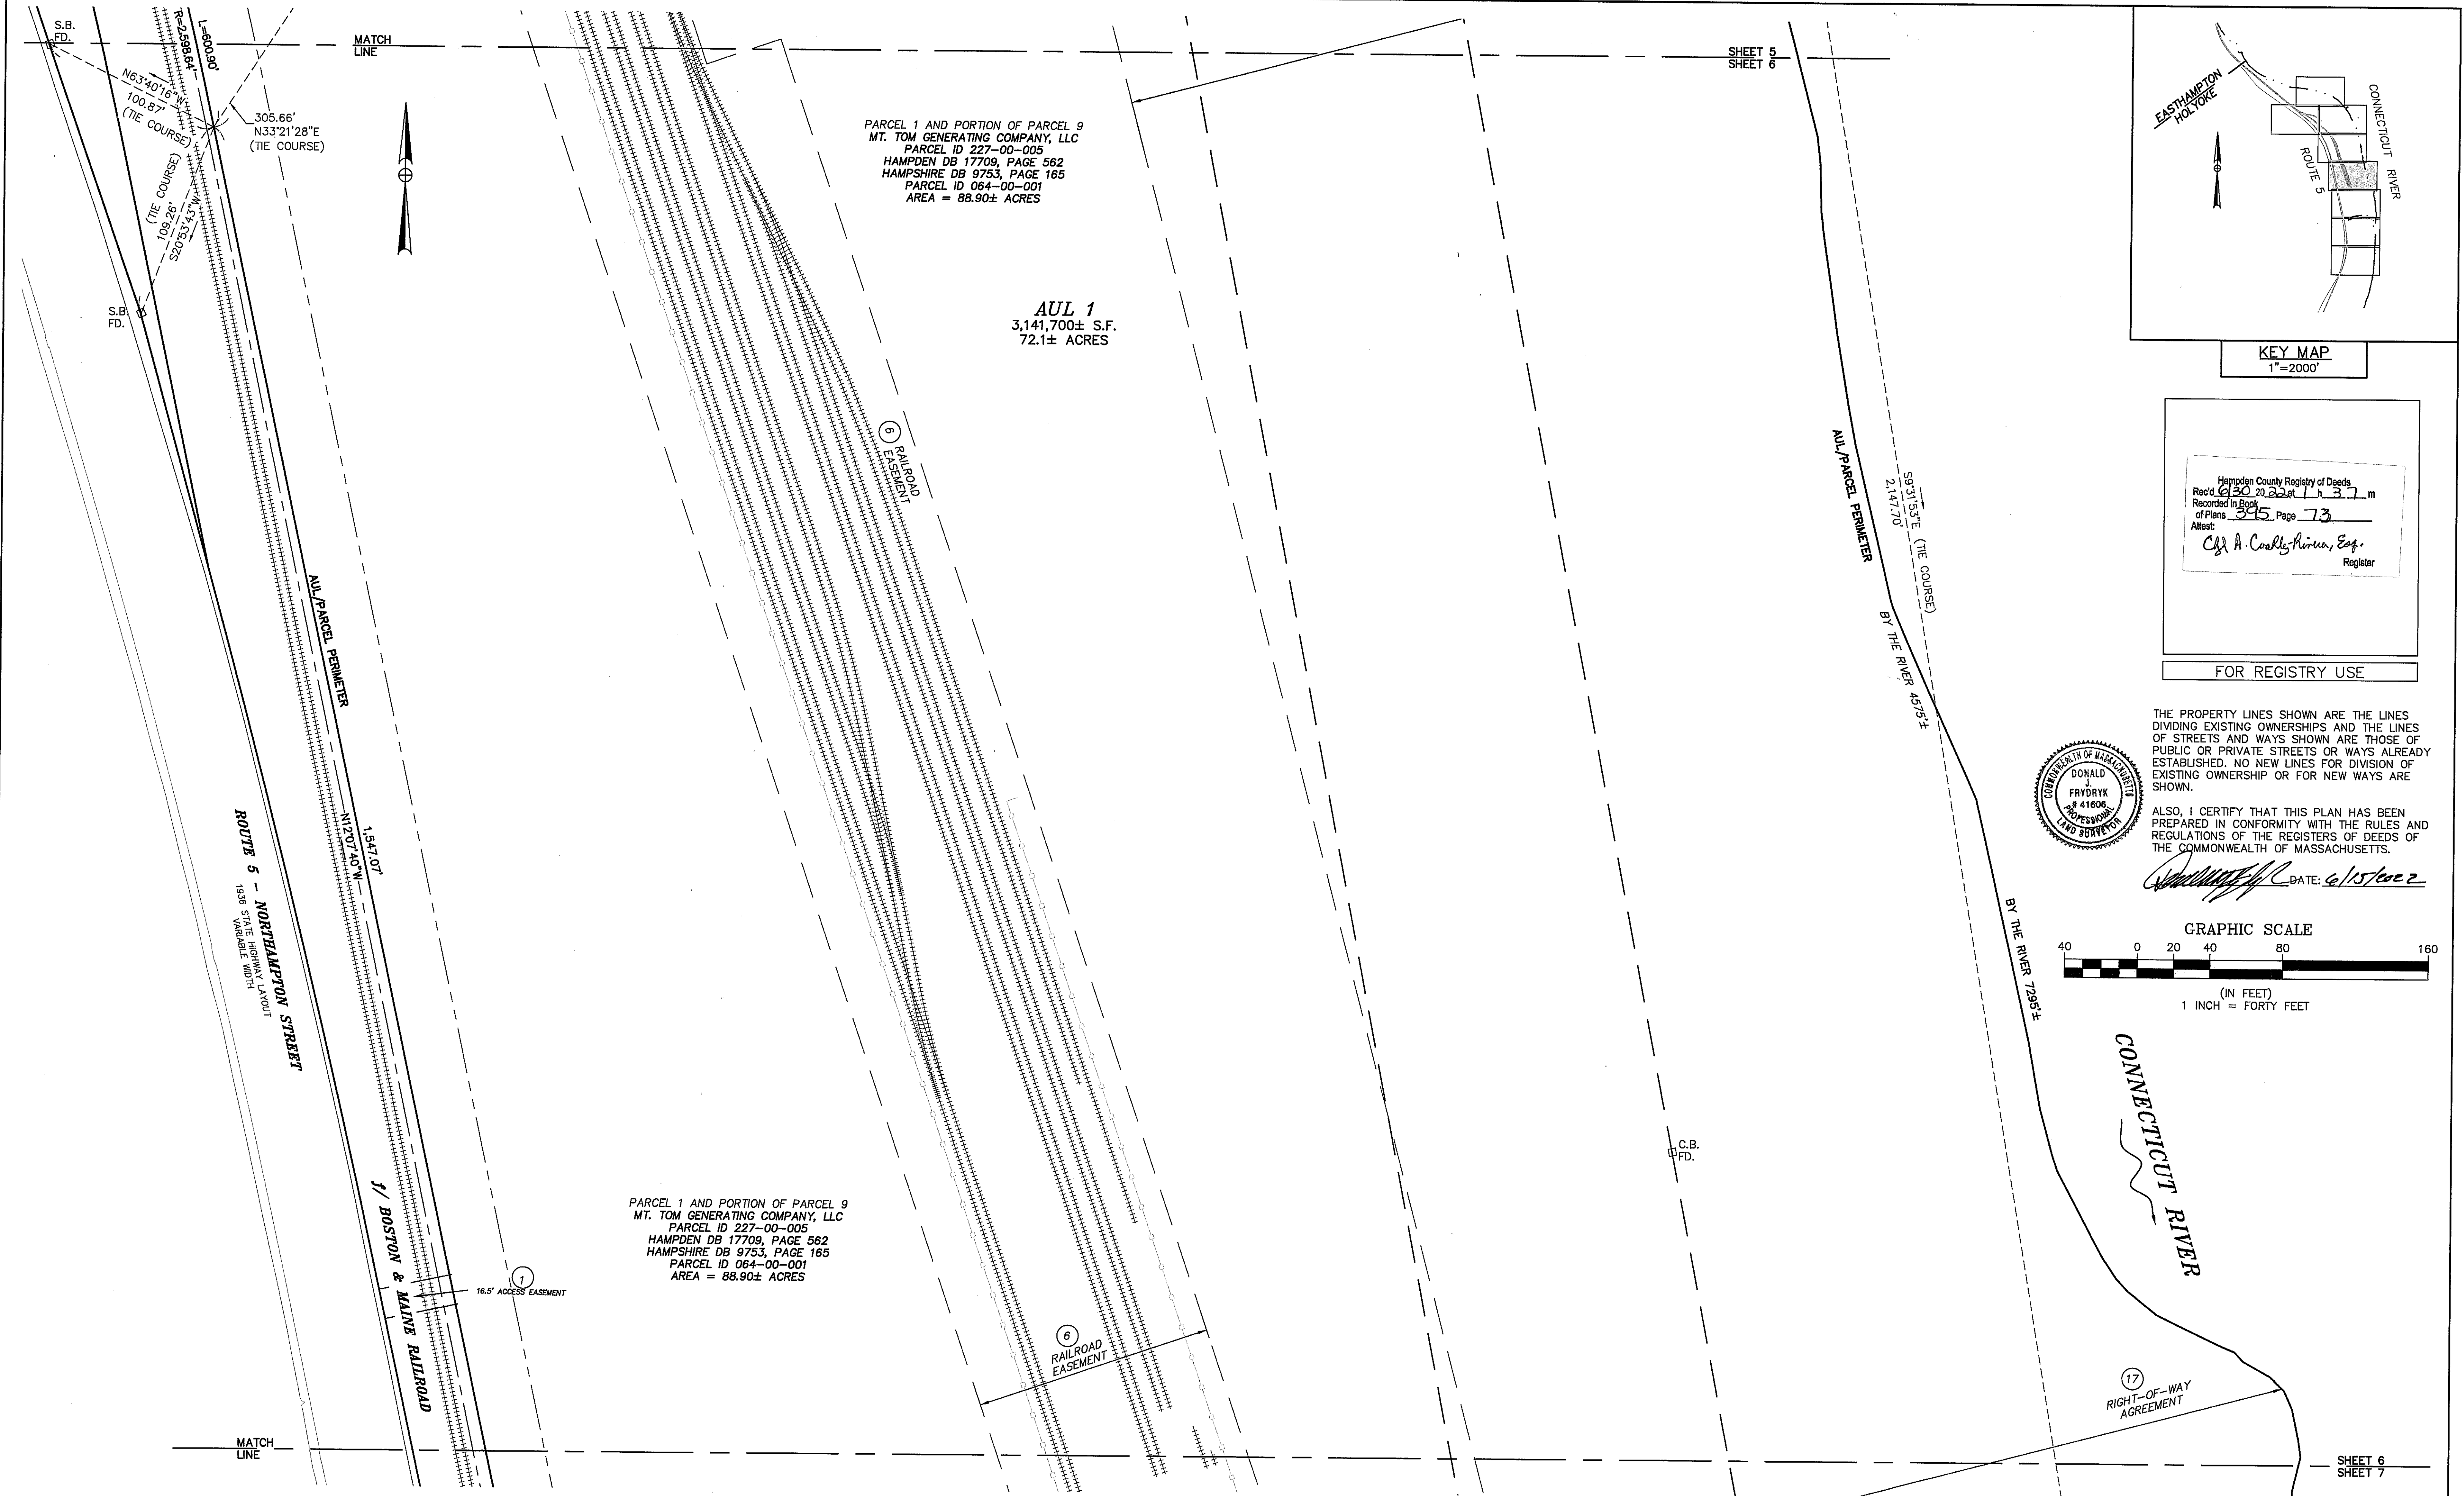 S.B.
FD.
MATCH
LINE
R=2,598.64'
L=600.90'
N63°40'16"W
100.87'
(TIE COURSE)
305.66'
N33°21'28"E
(TIE COURSE)
(TIE COURSE)
109.26'
S20°53'43"W
S.B.
FD.
PARCEL 1 AND PORTION OF PARCEL 9
MT. TOM GENERATING COMPANY, LLC
PARCEL ID 227-00-005
HAMPDEN DB 17709, PAGE 562
HAMPSHIRE DB 9753, PAGE 165
PARCEL ID 064-00-001
AREA = 88.90± ACRES
AUL 1
3,141,700± S.F.
72.1± ACRES
6
RAILROAD
EASEMENT
SHEET 5
SHEET 6
AUL/PARCEL PERIMETER
S9°31'53"E (TIE COURSE)
2,147.70'
BY THE RIVER 4575'±
BY THE RIVER 7295'±
AUL/PARCEL PERIMETER
1,547.07'
N12°07'40"W
ROUTE 5 - NORTHAMPTON STREET
1936 STATE HIGHWAY LAYOUT
VARIABLE WIDTH
f/ BOSTON & MAINE RAILROAD
1
16.5' ACCESS EASEMENT
PARCEL 1 AND PORTION OF PARCEL 9
MT. TOM GENERATING COMPANY, LLC
PARCEL ID 227-00-005
HAMPDEN DB 17709, PAGE 562
HAMPSHIRE DB 9753, PAGE 165
PARCEL ID 064-00-001
AREA = 88.90± ACRES
6
RAILROAD
EASEMENT
C.B.
FD.
CONNECTICUT RIVER
17
RIGHT-OF-WAY
AGREEMENT
MATCH
LINE
SHEET 6
SHEET 7
EASTHAMPTON
HOLYOKE
CONNECTICUT RIVER
ROUTE 5
KEY MAP
1"=2000'
Hampden County Registry of Deeds
Rec'd 6/30 20 22 at 1 h 37 m
Recorded in Book
of Plans 395 Page 73
Attest:
Esq.
Register
FOR REGISTRY USE
THE PROPERTY LINES SHOWN ARE THE LINES
DIVIDING EXISTING OWNERSHIPS AND THE LINES
OF STREETS AND WAYS SHOWN ARE THOSE OF
PUBLIC OR PRIVATE STREETS OR WAYS ALREADY
ESTABLISHED. NO NEW LINES FOR DIVISION OF
EXISTING OWNERSHIP OR FOR NEW WAYS ARE
SHOWN.
ALSO, I CERTIFY THAT THIS PLAN HAS BEEN
PREPARED IN CONFORMITY WITH THE RULES AND
REGULATIONS OF THE REGISTERS OF DEEDS OF
THE COMMONWEALTH OF MASSACHUSETTS.
COMMONWEALTH OF MASSACHUSETTS
DONALD
J.
FRYDRYK
# 41606
PROFESSIONAL
LAND SURVEYOR
DATE: 6/15/2022
GRAPHIC SCALE
40 0 20 40 80 160
(IN FEET)
1 INCH = FORTY FEET